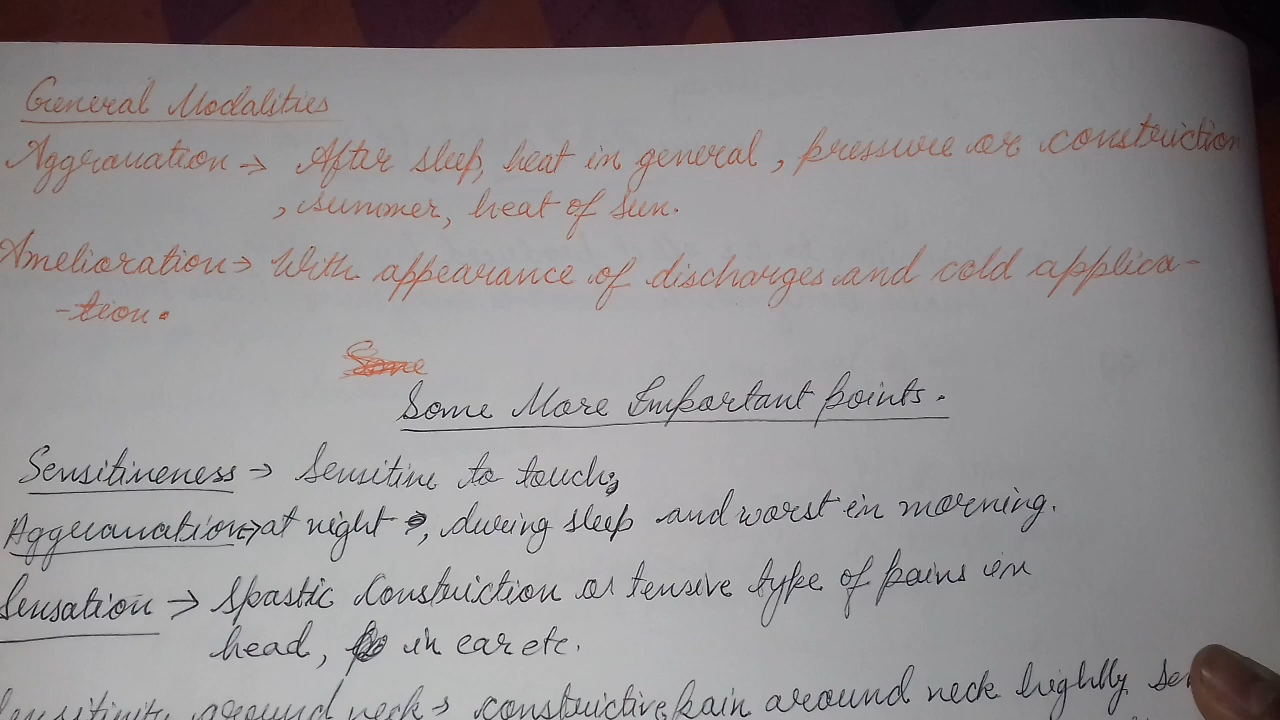 General Modalities
Aggravation → After sleep, heat in general, pressure or constriction
, summer, heat of sun.
Amelioration → With appearance of discharges and cold applica-
-tion.
Some
Some More Important points.
Sensitiveness → Sensitive to touch,
Aggravation → at night, during sleep and worst in morning.
Sensation → Spastic Constriction or tensive type of pains in
head, in ear etc.
Sensitivity around neck → constrictive pain around neck highly